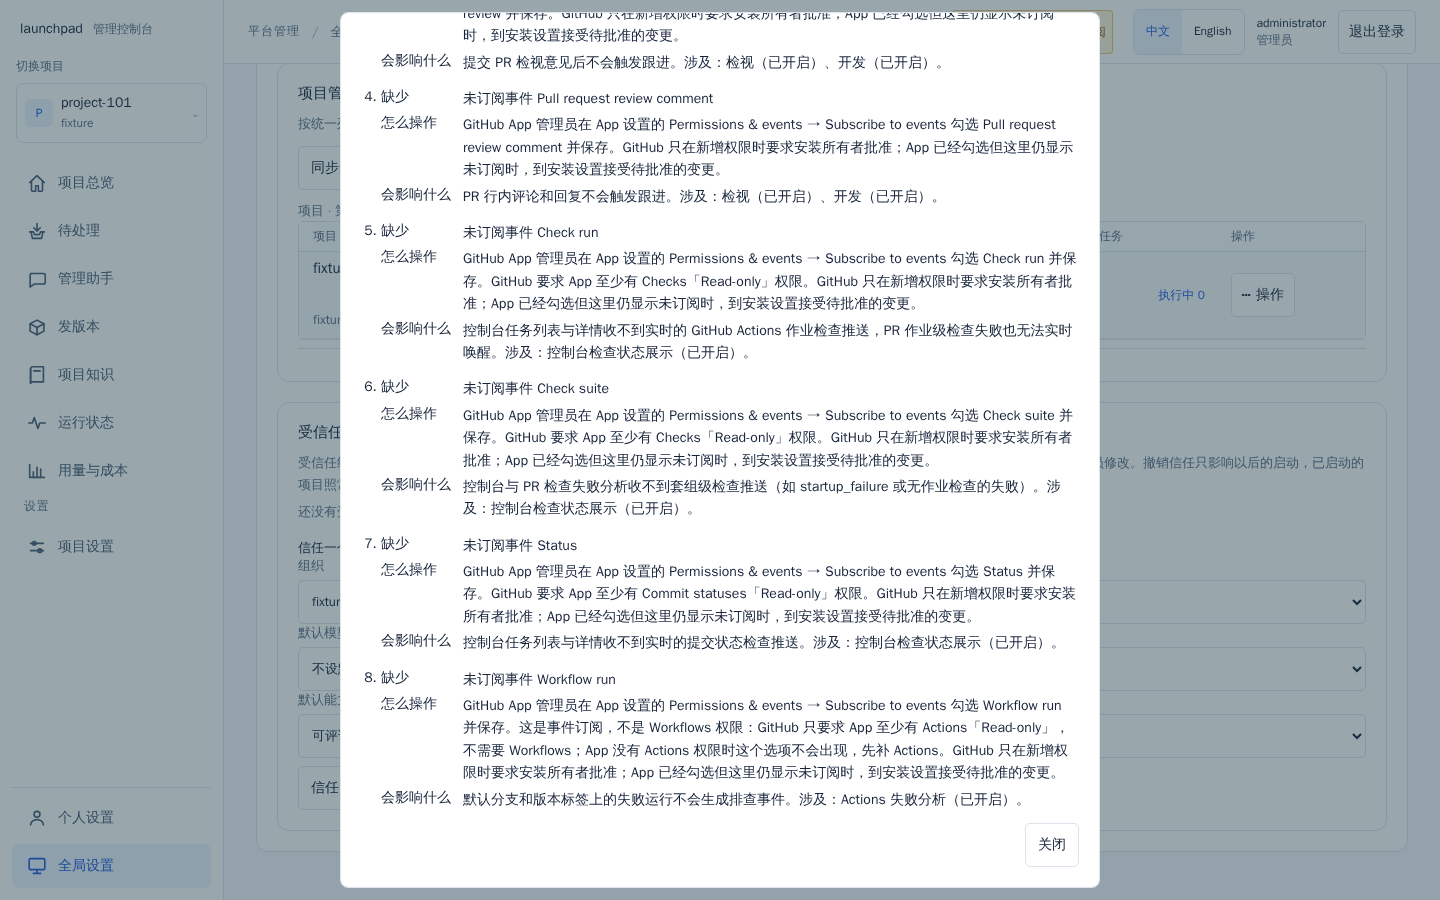 launchpad 管理控制台
切换项目
P
project-101
fixture
项目总览
待处理
管理助手
发版本
项目知识
运行状态
用量与成本
设置
项目设置
个人设置
全局设置
平台管理 /
中文
English
administrator
管理员
退出登录
同步
项目
任务
操作
执行中 0
操作
组织
信任
review 并保存。GitHub 只在新增权限时要求安装所有者批准；App 已经勾选但这里仍显示未订阅
时，到安装设置接受待批准的变更。
会影响什么 提交 PR 检视意见后不会触发跟进。涉及：检视（已开启）、开发（已开启）。
4. 缺少 未订阅事件 Pull request review comment
怎么操作 GitHub App 管理员在 App 设置的 Permissions & events → Subscribe to events 勾选 Pull request
review comment 并保存。GitHub 只在新增权限时要求安装所有者批准；App 已经勾选但这里仍显示
未订阅时，到安装设置接受待批准的变更。
会影响什么 PR 行内评论和回复不会触发跟进。涉及：检视（已开启）、开发（已开启）。
5. 缺少 未订阅事件 Check run
怎么操作 GitHub App 管理员在 App 设置的 Permissions & events → Subscribe to events 勾选 Check run 并保
存。GitHub 要求 App 至少有 Checks「Read-only」权限。GitHub 只在新增权限时要求安装所有者批
准；App 已经勾选但这里仍显示未订阅时，到安装设置接受待批准的变更。
会影响什么 控制台任务列表与详情收不到实时的 GitHub Actions 作业检查推送，PR 作业级检查失败也无法实时
唤醒。涉及：控制台检查状态展示（已开启）。
6. 缺少 未订阅事件 Check suite
怎么操作 GitHub App 管理员在 App 设置的 Permissions & events → Subscribe to events 勾选 Check suite 并
保存。GitHub 要求 App 至少有 Checks「Read-only」权限。GitHub 只在新增权限时要求安装所有者
批准；App 已经勾选但这里仍显示未订阅时，到安装设置接受待批准的变更。
会影响什么 控制台与 PR 检查失败分析收不到套组级检查推送（如 startup_failure 或无作业检查的失败）。涉
及：控制台检查状态展示（已开启）。
7. 缺少 未订阅事件 Status
怎么操作 GitHub App 管理员在 App 设置的 Permissions & events → Subscribe to events 勾选 Status 并保
存。GitHub 要求 App 至少有 Commit statuses「Read-only」权限。GitHub 只在新增权限时要求安装
所有者批准；App 已经勾选但这里仍显示未订阅时，到安装设置接受待批准的变更。
会影响什么 控制台任务列表与详情收不到实时的提交状态检查推送。涉及：控制台检查状态展示（已开启）。
8. 缺少 未订阅事件 Workflow run
怎么操作 GitHub App 管理员在 App 设置的 Permissions & events → Subscribe to events 勾选 Workflow run
并保存。这是事件订阅，不是 Workflows 权限：GitHub 只要求 App 至少有 Actions「Read-only」，
不需要 Workflows；App 没有 Actions 权限时这个选项不会出现，先补 Actions。GitHub 只在新增权
限时要求安装所有者批准；App 已经勾选但这里仍显示未订阅时，到安装设置接受待批准的变更。
会影响什么 默认分支和版本标签上的失败运行不会生成排查事件。涉及：Actions 失败分析（已开启）。
关闭